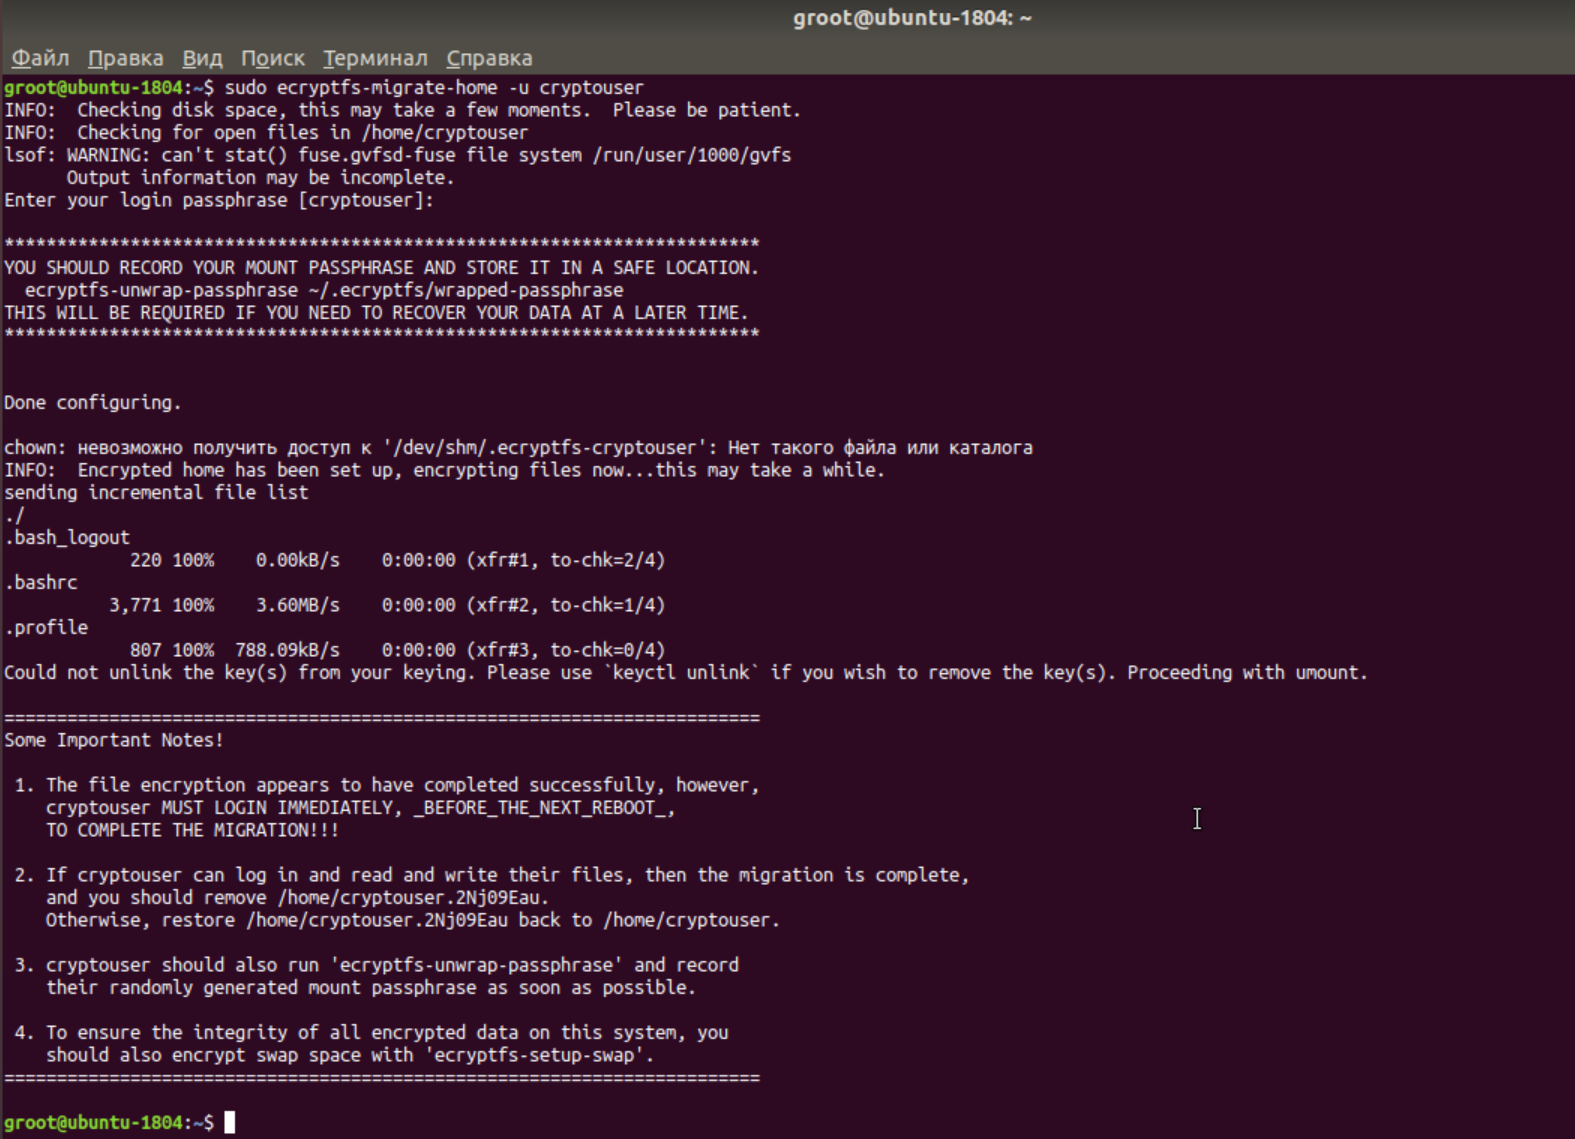 groot@ubuntu-1804: ~
Файл Правка Вид Поиск Терминал Справка
groot@ubuntu-1804:~$ sudo ecryptfs-migrate-home -u cryptouser
INFO:  Checking disk space, this may take a few moments.  Please be patient.
INFO:  Checking for open files in /home/cryptouser
lsof: WARNING: can't stat() fuse.gvfsd-fuse file system /run/user/1000/gvfs
      Output information may be incomplete.
Enter your login passphrase [cryptouser]:
************************************************************************
YOU SHOULD RECORD YOUR MOUNT PASSPHRASE AND STORE IT IN A SAFE LOCATION.
  ecryptfs-unwrap-passphrase ~/.ecryptfs/wrapped-passphrase
THIS WILL BE REQUIRED IF YOU NEED TO RECOVER YOUR DATA AT A LATER TIME.
************************************************************************
Done configuring.
chown: невозможно получить доступ к '/dev/shm/.ecryptfs-cryptouser': Нет такого файла или каталога
INFO:  Encrypted home has been set up, encrypting files now...this may take a while.
sending incremental file list
./
.bash_logout
            220 100%    0.00kB/s    0:00:00 (xfr#1, to-chk=2/4)
.bashrc
          3,771 100%    3.60MB/s    0:00:00 (xfr#2, to-chk=1/4)
.profile
            807 100%  788.09kB/s    0:00:00 (xfr#3, to-chk=0/4)
Could not unlink the key(s) from your keying. Please use `keyctl unlink` if you wish to remove the key(s). Proceeding with umount.
========================================================================
Some Important Notes!
 1. The file encryption appears to have completed successfully, however,
    cryptouser MUST LOGIN IMMEDIATELY, _BEFORE_THE_NEXT_REBOOT_,
    TO COMPLETE THE MIGRATION!!!
 2. If cryptouser can log in and read and write their files, then the migration is complete,
    and you should remove /home/cryptouser.2Nj09Eau.
    Otherwise, restore /home/cryptouser.2Nj09Eau back to /home/cryptouser.
 3. cryptouser should also run 'ecryptfs-unwrap-passphrase' and record
    their randomly generated mount passphrase as soon as possible.
 4. To ensure the integrity of all encrypted data on this system, you
    should also encrypt swap space with 'ecryptfs-setup-swap'.
========================================================================
groot@ubuntu-1804:~$